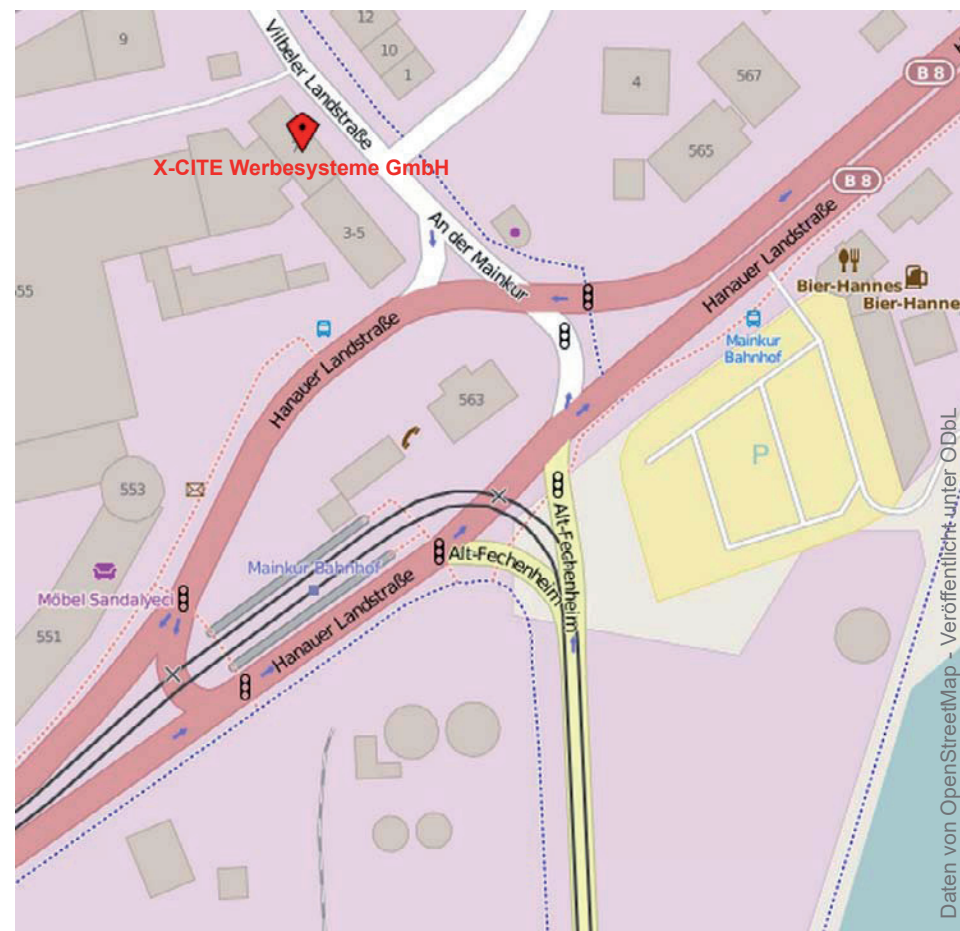 12
9
10
1
Vilbeler Landstraße
4
567
B 8
565
X-CITE Werbesysteme GmbH
B 8
3-5
An der Mainkur
Hanauer Landstraße
Bier-Hannes
Bier-Hanne
55
Hanauer Landstraße
Mainkur
Bahnhof
563
P
553
Alt-Fechenheim
Alt-Fechenheim
Mainkur Bahnhof
Möbel Sandalyeci
Hanauer Landstraße
551
Daten von OpenStreetMap - Veröffentlicht unter ODbL